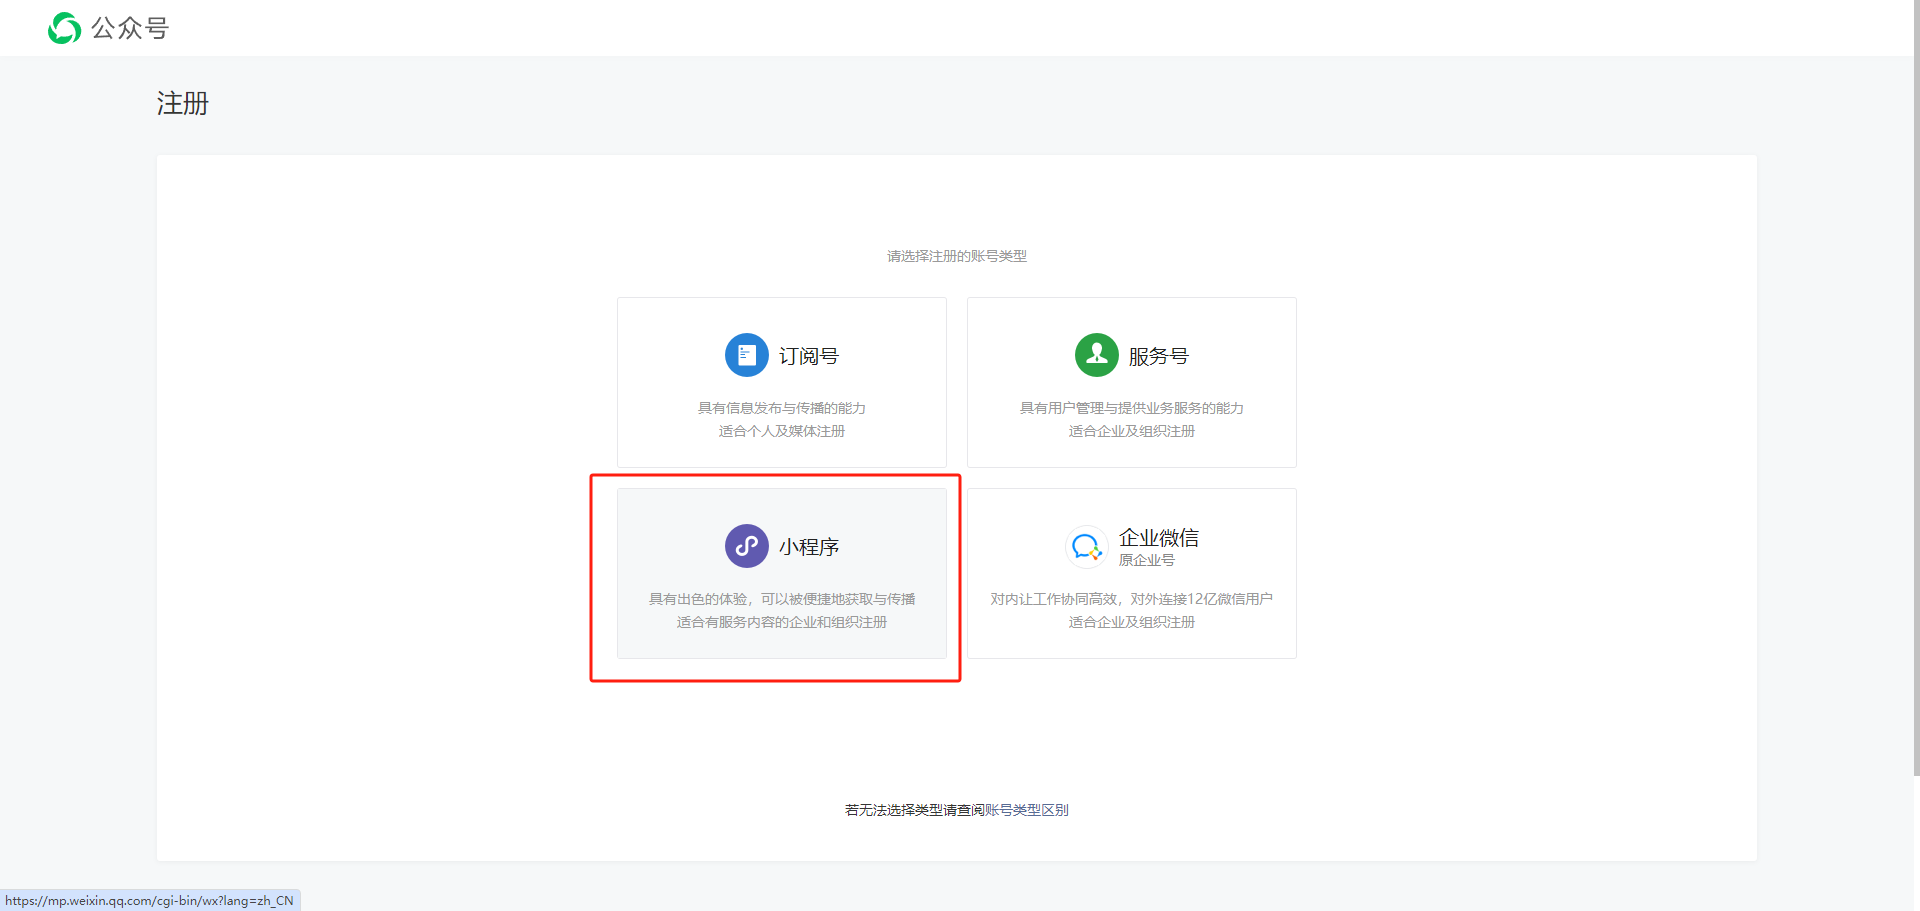 公众号
注册
请选择注册的账号类型
订阅号
具有信息发布与传播的能力
适合个人及媒体注册
服务号
具有用户管理与提供业务服务的能力
适合企业及组织注册
小程序
具有出色的体验，可以被便捷地获取与传播
适合有服务内容的企业和组织注册
企业微信
原企业号
对内让工作协同高效，对外连接12亿微信用户
适合企业及组织注册
若无法选择类型请查阅账号类型区别
https://mp.weixin.qq.com/cgi-bin/wx?lang=zh_CN